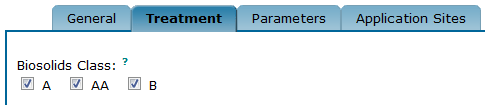 General Treatment Parameters Application Sites
Biosolids Class: ?
A AA B